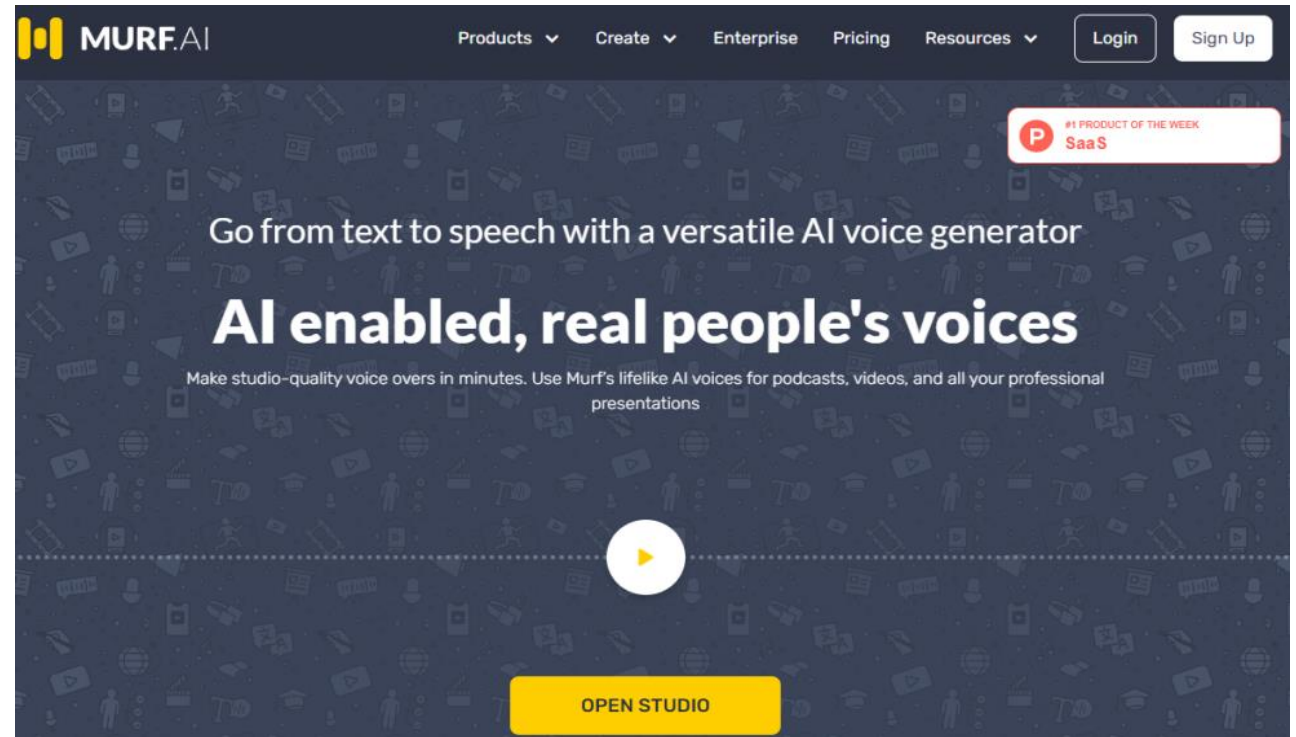 MURF.AI
Products Create Enterprise Pricing Resources Login Sign Up
#1 PRODUCT OF THE WEEK
SaaS
Go from text to speech with a versatile AI voice generator
AI enabled, real people's voices
Make studio-quality voice overs in minutes. Use Murf's lifelike AI voices for podcasts, videos, and all your professional
presentations
OPEN STUDIO